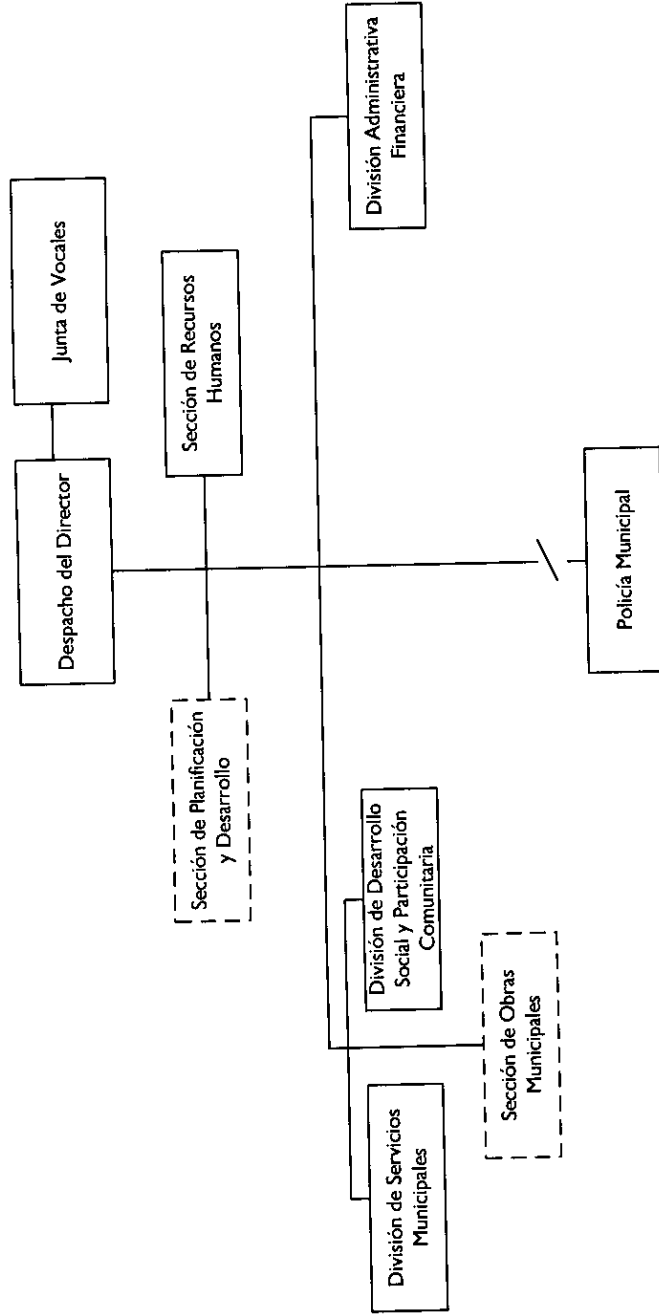 Despacho del Director
Junta de Vocales
Sección de Planificación
y Desarrollo
Sección de Recursos
Humanos
División de Servicios
Municipales
División de Desarrollo
Social y Participación
Comunitaria
División Administrativa
Financiera
Sección de Obras
Municipales
Policía Municipal